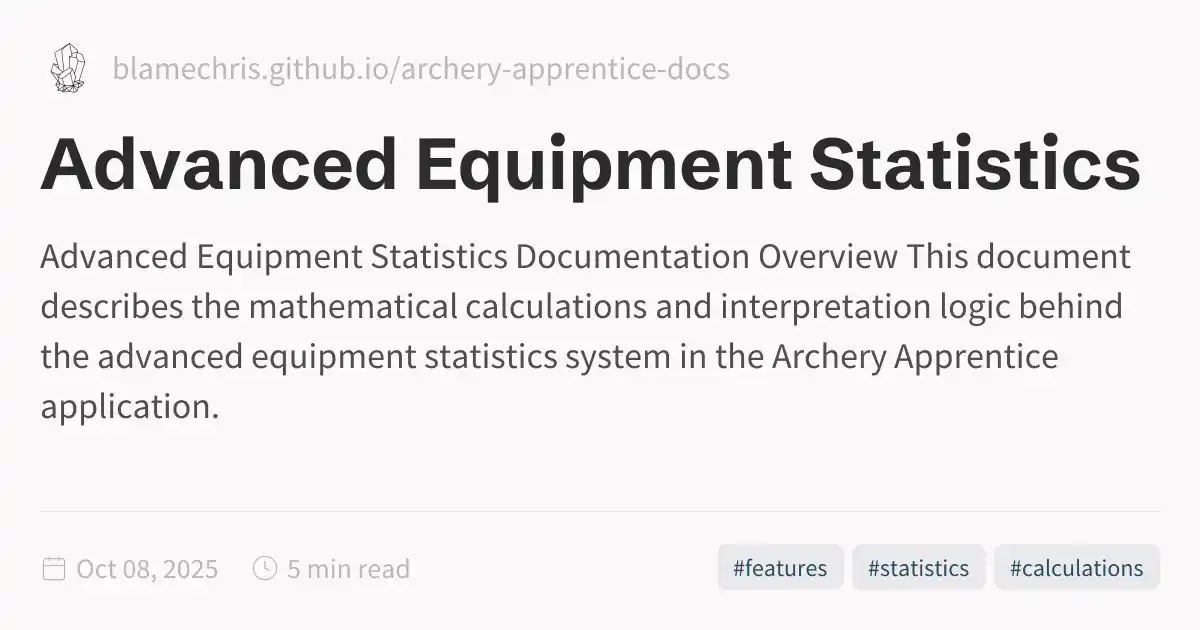 blamechris.github.io/archery-apprentice-docs
Advanced Equipment Statistics
Advanced Equipment Statistics Documentation Overview This document
describes the mathematical calculations and interpretation logic behind
the advanced equipment statistics system in the Archery Apprentice
application.
Oct 08, 2025 5 min read #features #statistics #calculations